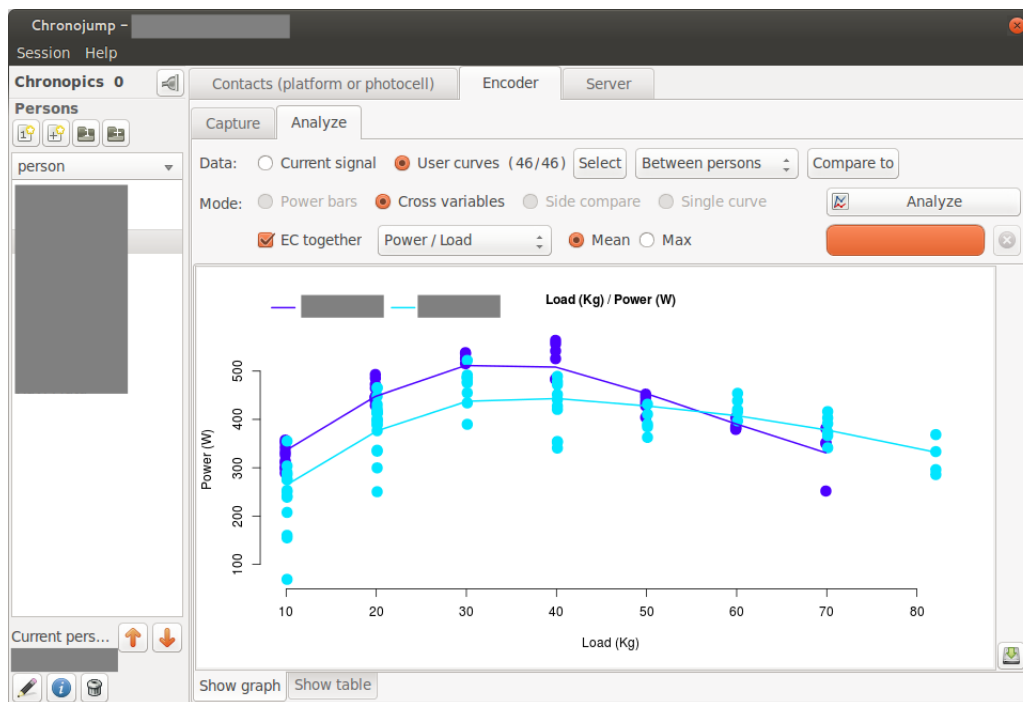 Chronojump –
Session Help
Chronopics 0
Persons
person
Current pers...
Contacts (platform or photocell) Encoder Server
Capture Analyze
Data: Current signal User curves (46/46) Select Between persons Compare to
Mode: Power bars Cross variables Side compare Single curve Analyze
EC together Power / Load Mean Max
Load (Kg) / Power (W)
Power (W)
500
400
300
200
100
10 20 30 40 50 60 70 80
Load (Kg)
Show graph Show table